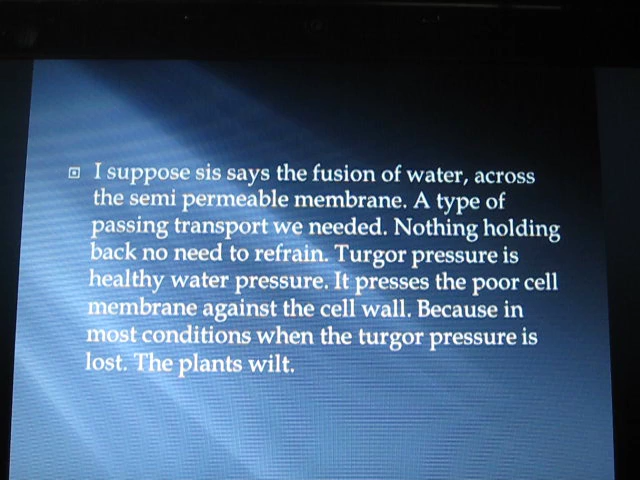 I suppose sis says the fusion of water, across
the semi permeable membrane. A type of
passing transport we needed. Nothing holding
back no need to refrain. Turgor pressure is
healthy water pressure. It presses the poor cell
membrane against the cell wall. Because in
most conditions when the turgor pressure is
lost. The plants wilt.